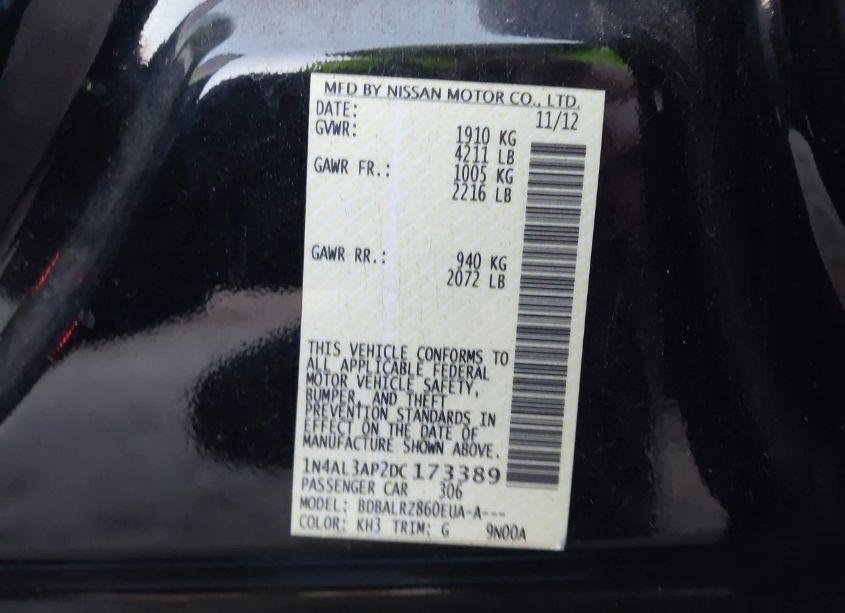 MFD BY NISSAN MOTOR CO., LTD.
DATE: 11/12
GVWR: 1910 KG
4211 LB
GAWR FR.: 1005 KG
2216 LB
GAWR RR.: 940 KG
2072 LB
THIS VEHICLE CONFORMS TO
ALL APPLICABLE FEDERAL
MOTOR VEHICLE SAFETY,
BUMPER, AND THEFT
PREVENTION STANDARDS IN
EFFECT ON THE DATE OF
MANUFACTURE SHOWN ABOVE.
1N4AL3AP2DC173389
PASSENGER CAR 306
MODEL: BDBALRZ860EUA-A---
COLOR: KH3 TRIM: G 9N00A